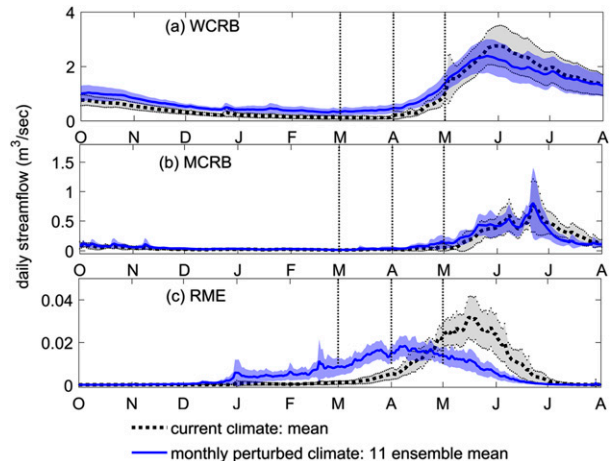 (a) WCRB
4
2
0
O N D J F M A M J J A
(b) MCRB
1.5
1
0.5
0
O N D J F M A M J J A
(c) RME
0.04
0.02
0
O N D J F M A M J J A
daily streamflow (m³/sec)
current climate: mean
monthly perturbed climate: 11 ensemble mean